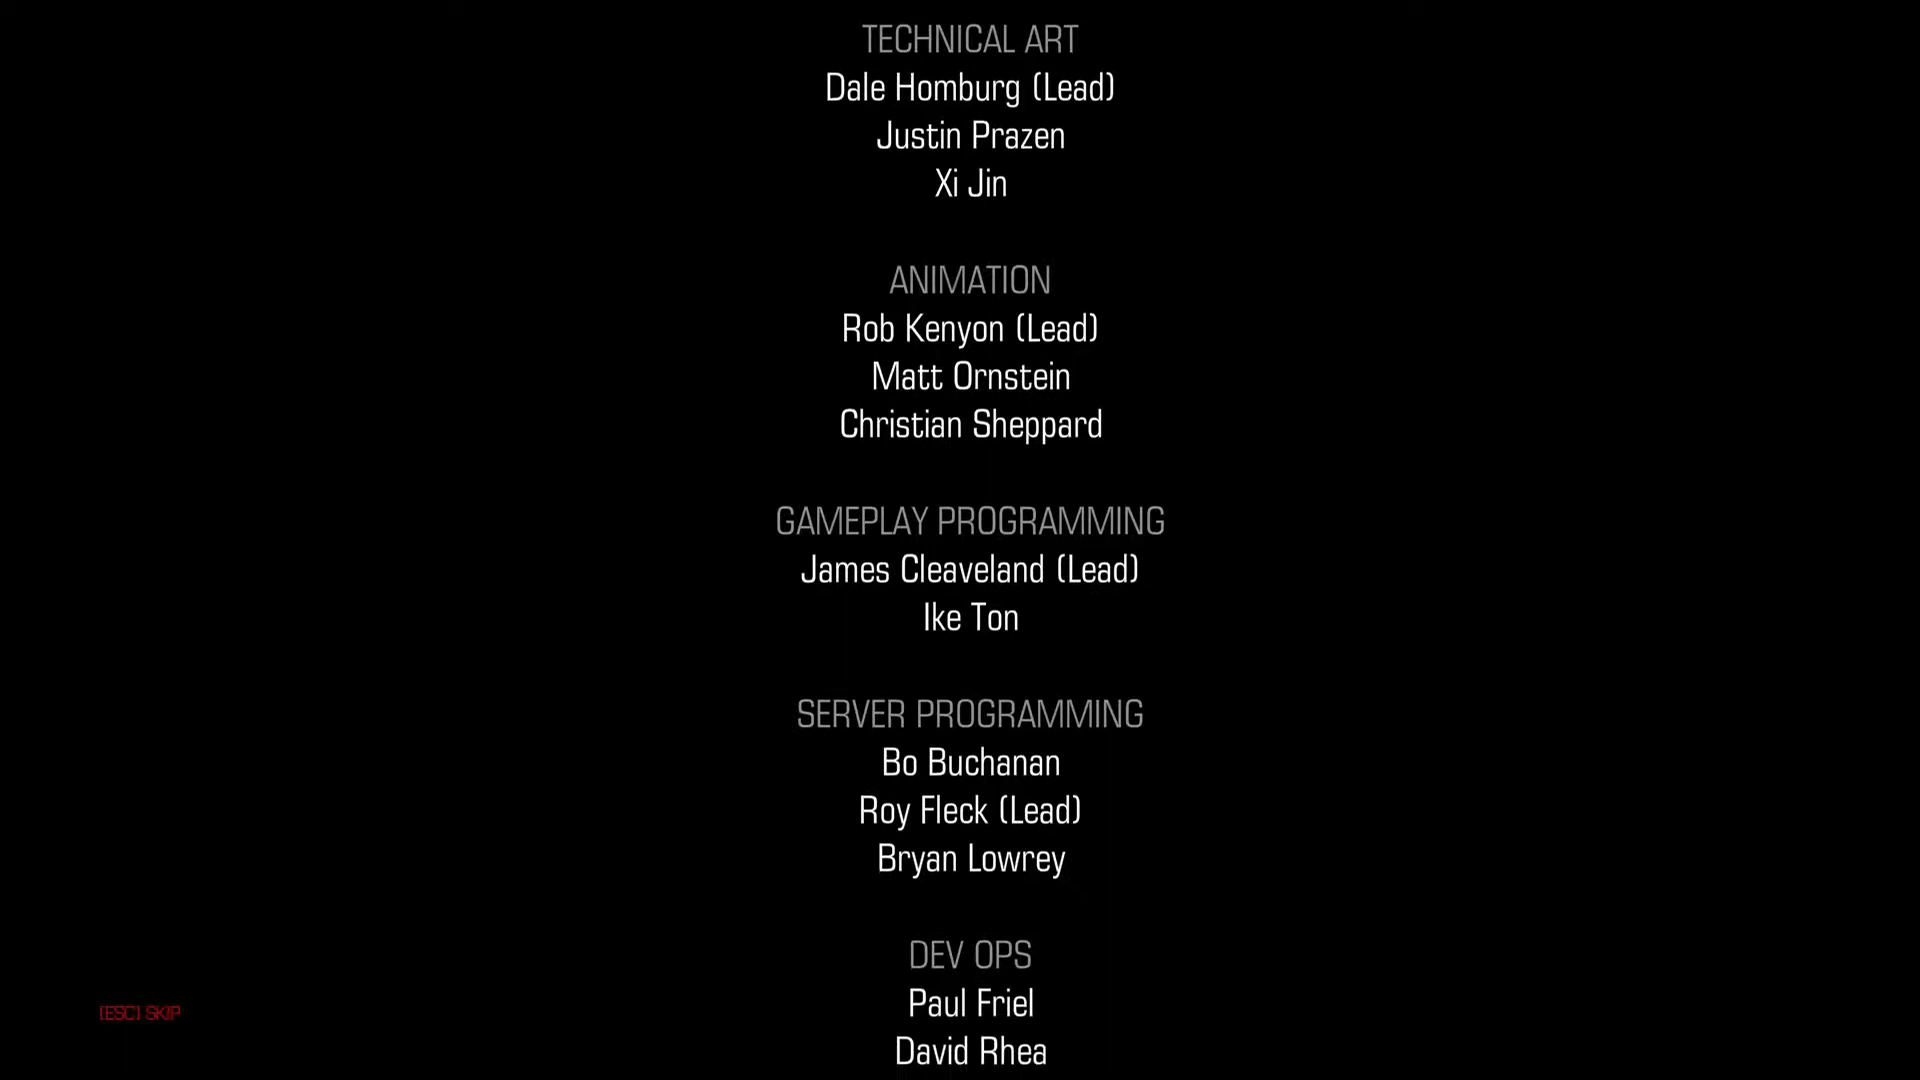 TECHNICAL ART
Dale Homburg (Lead)
Justin Prazen
Xi Jin
ANIMATION
Rob Kenyon (Lead)
Matt Ornstein
Christian Sheppard
GAMEPLAY PROGRAMMING
James Cleaveland (Lead)
Ike Ton
SERVER PROGRAMMING
Bo Buchanan
Roy Fleck (Lead)
Bryan Lowrey
DEV OPS
Paul Friel
[ESC] SKIP
David Rhea